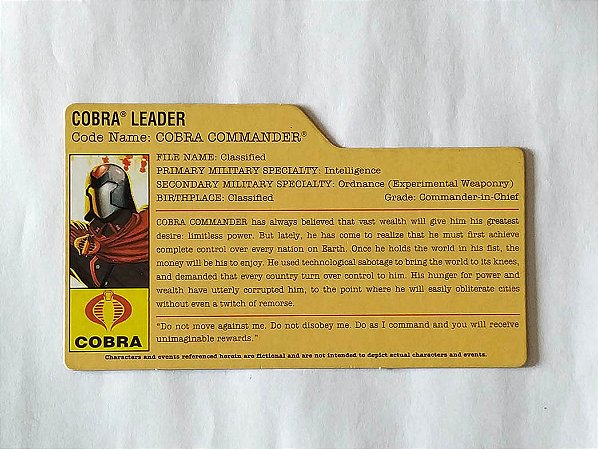 COBRA® LEADER
Code Name: COBRA COMMANDER®
FILE NAME: Classified
PRIMARY MILITARY SPECIALTY: Intelligence
SECONDARY MILITARY SPECIALTY: Ordnance (Experimental Weaponry)
BIRTHPLACE: Classified Grade: Commander-in-Chief
COBRA COMMANDER has always believed that vast wealth will give him his greatest
desire: limitless power. But lately, he has come to realize that he must first achieve
complete control over every nation on Earth. Once he holds the world in his fist, the
money will be his to enjoy. He used technological sabotage to bring the world to its knees,
and demanded that every country turn over control to him. His hunger for power and
wealth have utterly corrupted him, to the point where he will easily obliterate cities
without even a twitch of remorse.
"Do not move against me. Do not disobey me. Do as I command and you will receive
unimaginable rewards."
COBRA
Characters and events referenced herein are fictional and are not intended to depict actual characters and events.